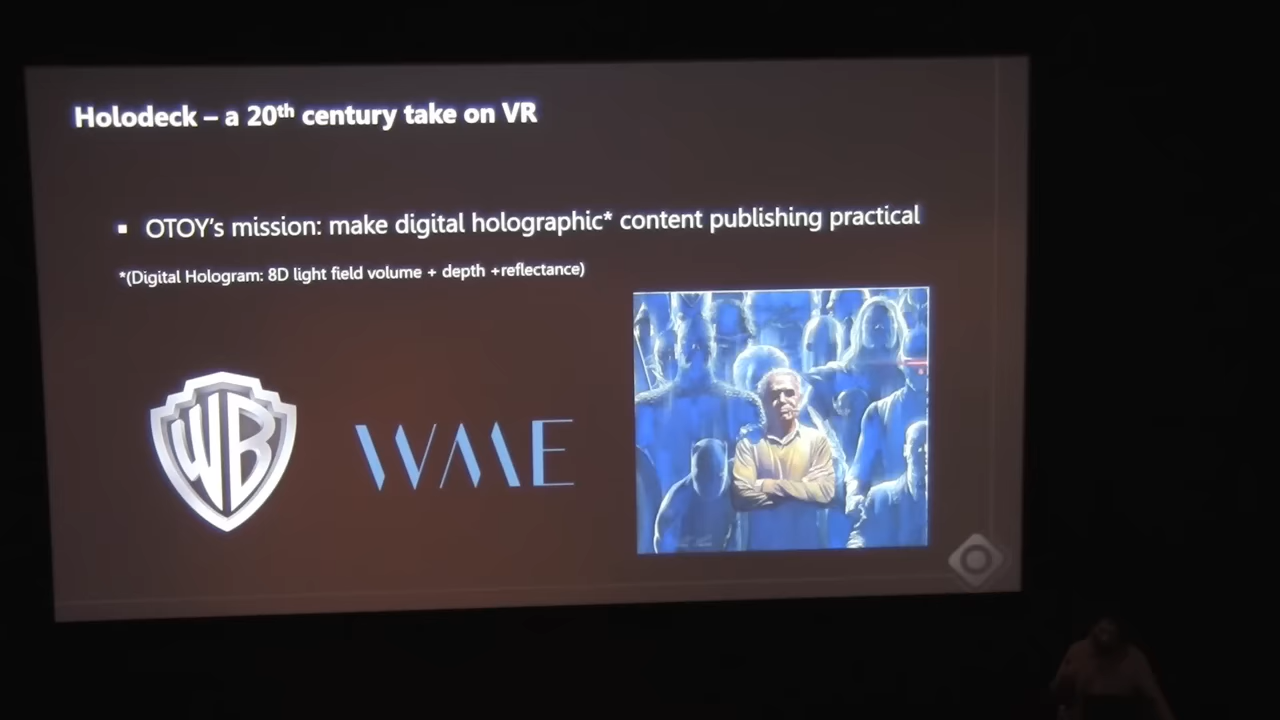 Holodeck – a 20th century take on VR
▪ OTOY's mission: make digital holographic* content publishing practical
*(Digital Hologram: 8D light field volume + depth +reflectance)
WB
WME